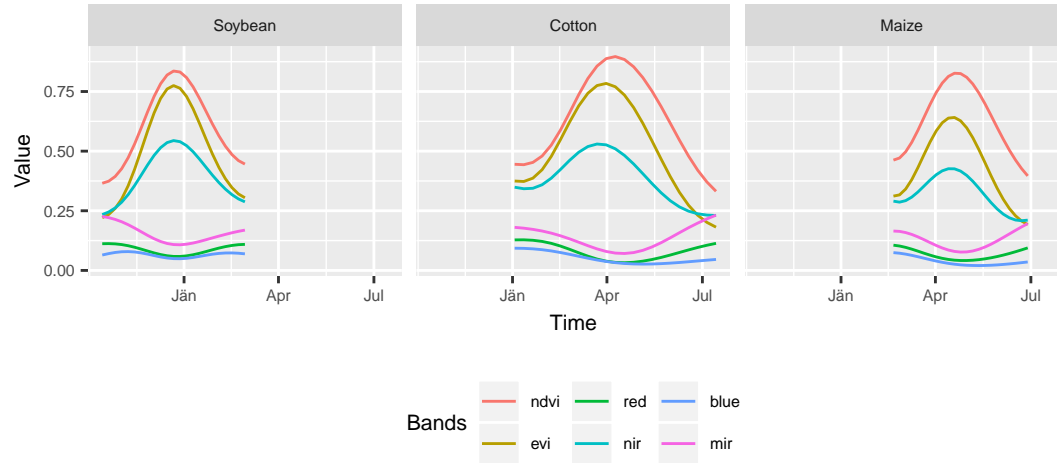 Soybean Cotton Maize
Value
0.75
0.50
0.25
0.00
Jän Apr Jul Jän Apr Jul Jän Apr Jul
Time
Bands
ndvi red blue
evi nir mir